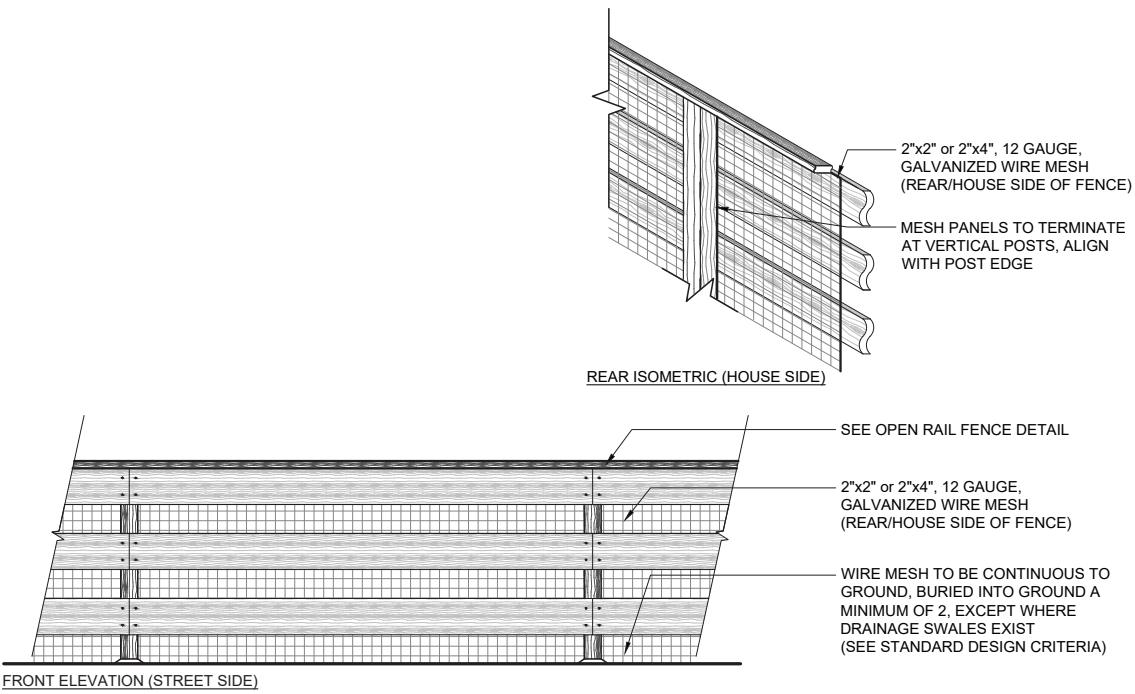 2"x2" or 2"x4", 12 GAUGE,
GALVANIZED WIRE MESH
(REAR/HOUSE SIDE OF FENCE)
MESH PANELS TO TERMINATE
AT VERTICAL POSTS, ALIGN
WITH POST EDGE
REAR ISOMETRIC (HOUSE SIDE)
SEE OPEN RAIL FENCE DETAIL
2"x2" or 2"x4", 12 GAUGE,
GALVANIZED WIRE MESH
(REAR/HOUSE SIDE OF FENCE)
WIRE MESH TO BE CONTINUOUS TO
GROUND, BURIED INTO GROUND A
MINIMUM OF 2, EXCEPT WHERE
DRAINAGE SWALES EXIST
(SEE STANDARD DESIGN CRITERIA)
FRONT ELEVATION (STREET SIDE)